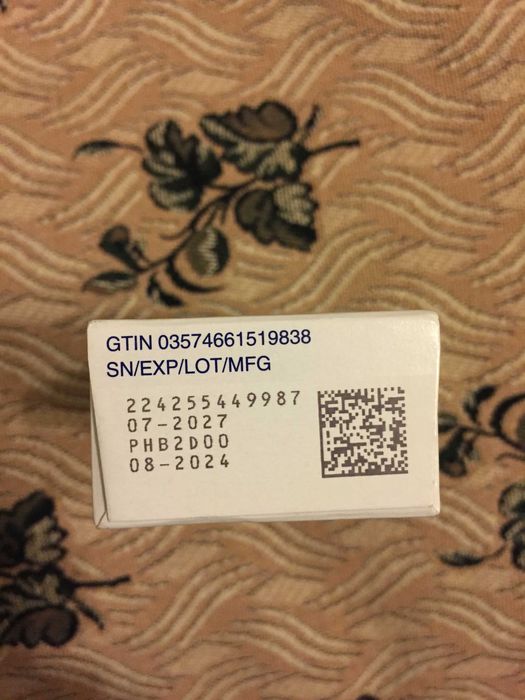 GTIN 03574661519838
SN/EXP/LOT/MFG
224255449987
07-2027
PHB2D00
08-2024